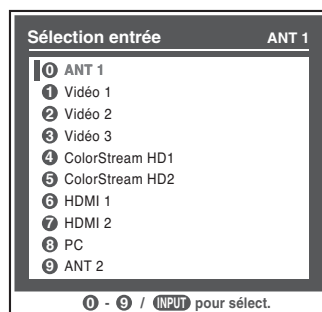 Sélection entrée ANT 1
0 ANT 1
1 Vidéo 1
2 Vidéo 2
3 Vidéo 3
4 ColorStream HD1
5 ColorStream HD2
6 HDMI 1
7 HDMI 2
8 PC
9 ANT 2
0 - 9 / INPUT pour sélect.